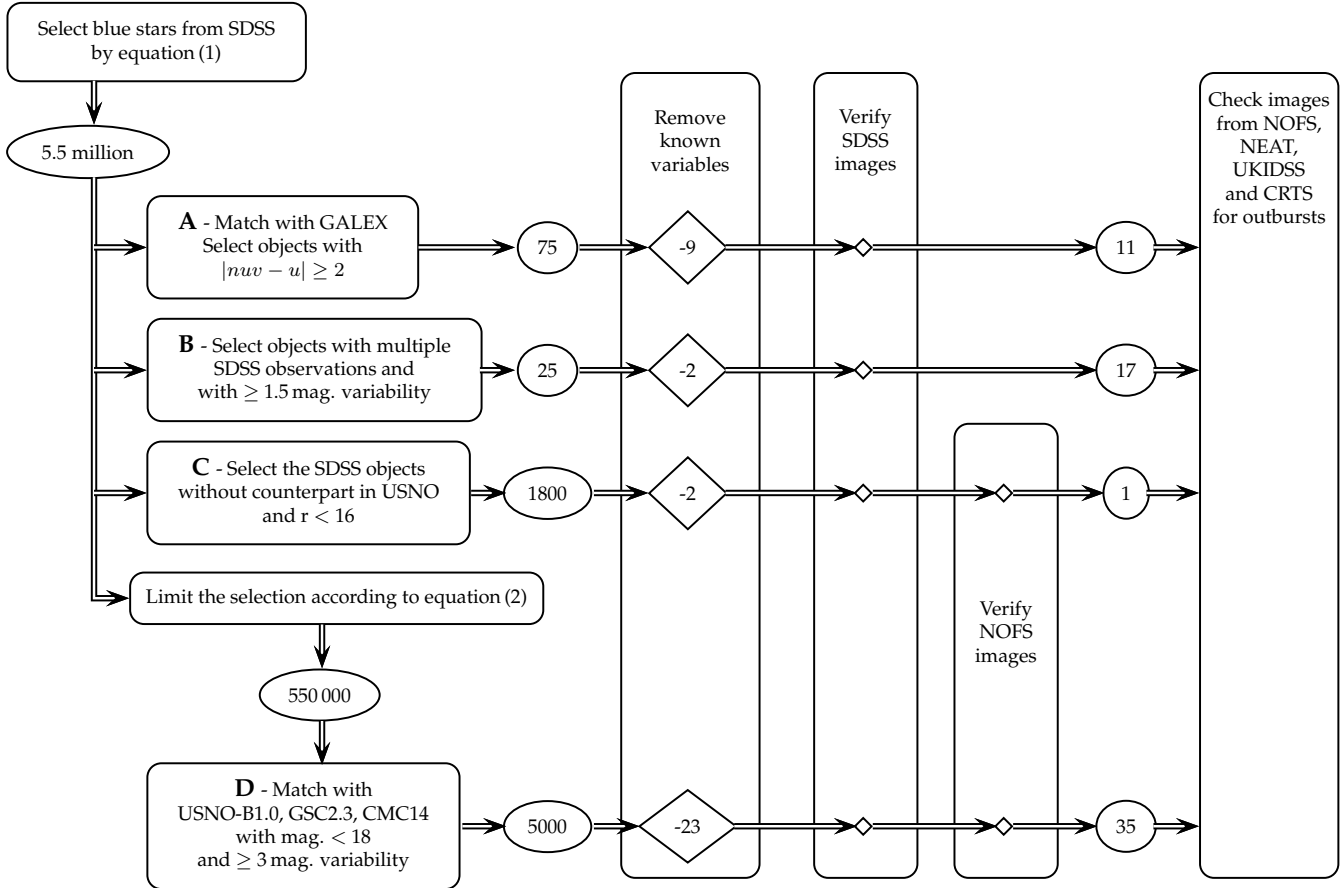 Select blue stars from SDSS
by equation (1)
5.5 million
A - Match with GALEX
Select objects with
|nuv − u| ≥ 2
75
Remove
known
variables
-9
Verify
SDSS
images
11
Check images
from NOFS,
NEAT,
UKIDSS
and CRTS
for outbursts
B - Select objects with multiple
SDSS observations and
with ≥ 1.5 mag. variability
25
-2
17
C - Select the SDSS objects
without counterpart in USNO
and r < 16
1800
-2
1
Limit the selection according to equation (2)
Verify
NOFS
images
550 000
D - Match with
USNO-B1.0, GSC2.3, CMC14
with mag. < 18
and ≥ 3 mag. variability
5000
-23
35